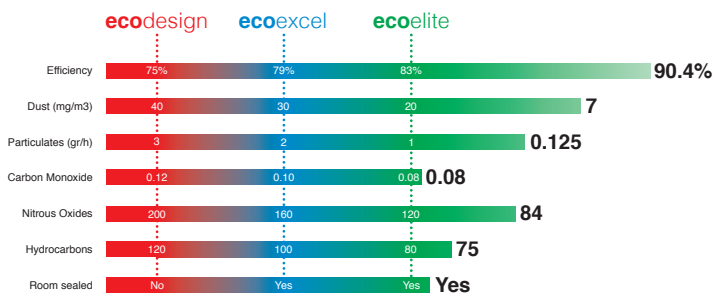 ecodesign ecoexcel ecoelite
Efficiency 75% 79% 83% 90.4%
Dust (mg/m3) 40 30 20 7
Particulates (gr/h) 3 2 1 0.125
Carbon Monoxide 0.12 0.10 0.08 0.08
Nitrous Oxides 200 160 120 84
Hydrocarbons 120 100 80 75
Room sealed No Yes Yes Yes